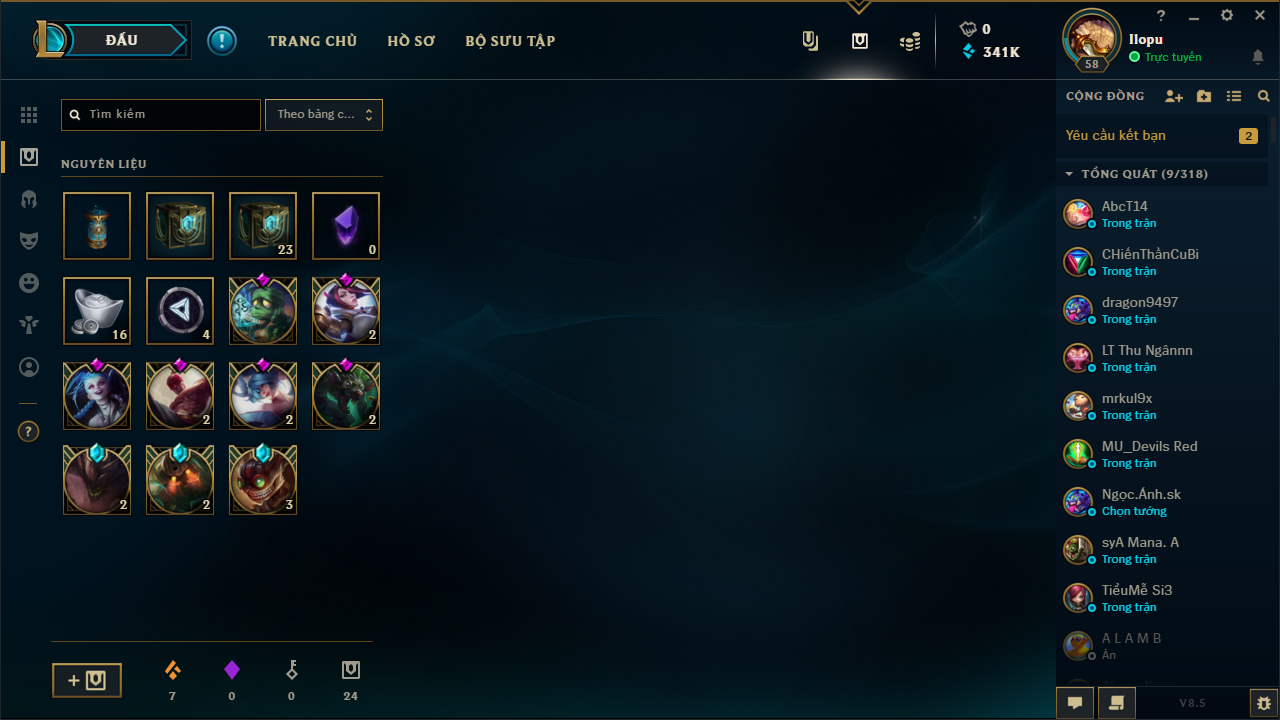 ĐẤU
TRANG CHỦ
HỒ SƠ
BỘ SƯU TẬP
0
341K
58
Ilopu
Trực tuyến
Tìm kiếm
Theo bảng c...
NGUYÊN LIỆU
23
0
16
4
2
2
2
2
2
2
3
7
0
0
24
CỘNG ĐỒNG
Yêu cầu kết bạn
2
TỔNG QUÁT (9/318)
AbcT14
Trong trận
CHiếnThầnCuBi
Trong trận
dragon9497
Trong trận
LT Thu Ngânnn
Trong trận
mrkul9x
Trong trận
MU_Devils Red
Trong trận
Ngọc.Ánh.sk
Chọn tướng
syA Mana. A
Trong trận
TiểuMễ Si3
Trong trận
A L A M B
Ẩn
V8.5